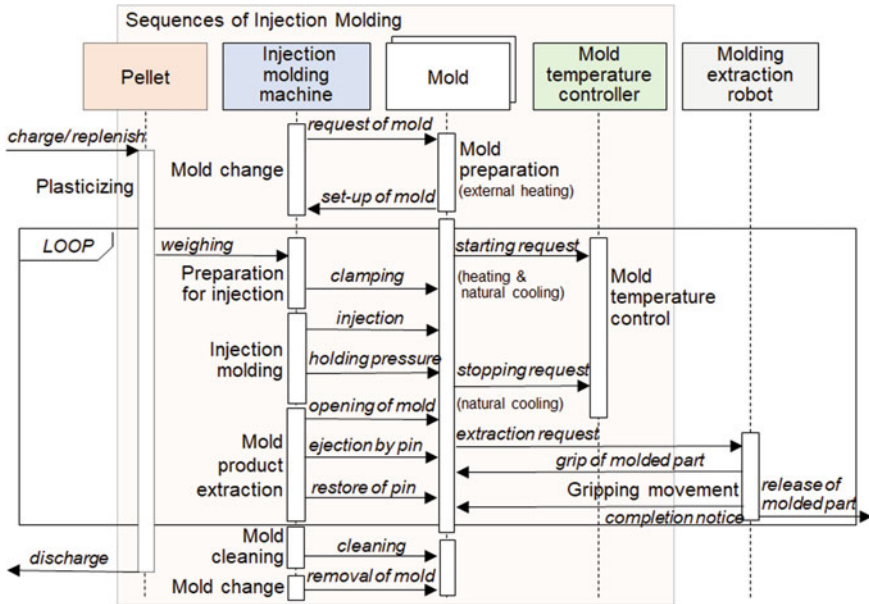 Sequences of Injection Molding
Pellet
Injection
molding
machine
Mold
Mold
temperature
controller
Molding
extraction
robot
charge/replenish
request of mold
Mold change
Mold
preparation
(external heating)
Plasticizing
set-up of mold
LOOP
weighing
starting request
Preparation
for injection
clamping
(heating &
natural cooling)
Mold
temperature
control
injection
Injection
molding
holding pressure
stopping request
opening of mold
(natural cooling)
Mold
product
extraction
ejection by pin
extraction request
grip of molded part
restore of pin
Gripping movement
release of
molded part
completion notice
Mold
cleaning
cleaning
discharge
Mold change
removal of mold